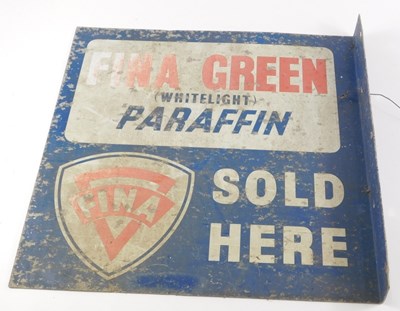 FINA GREEN
(WHITELIGHT)
PARAFFIN
FINA
SOLD
HERE